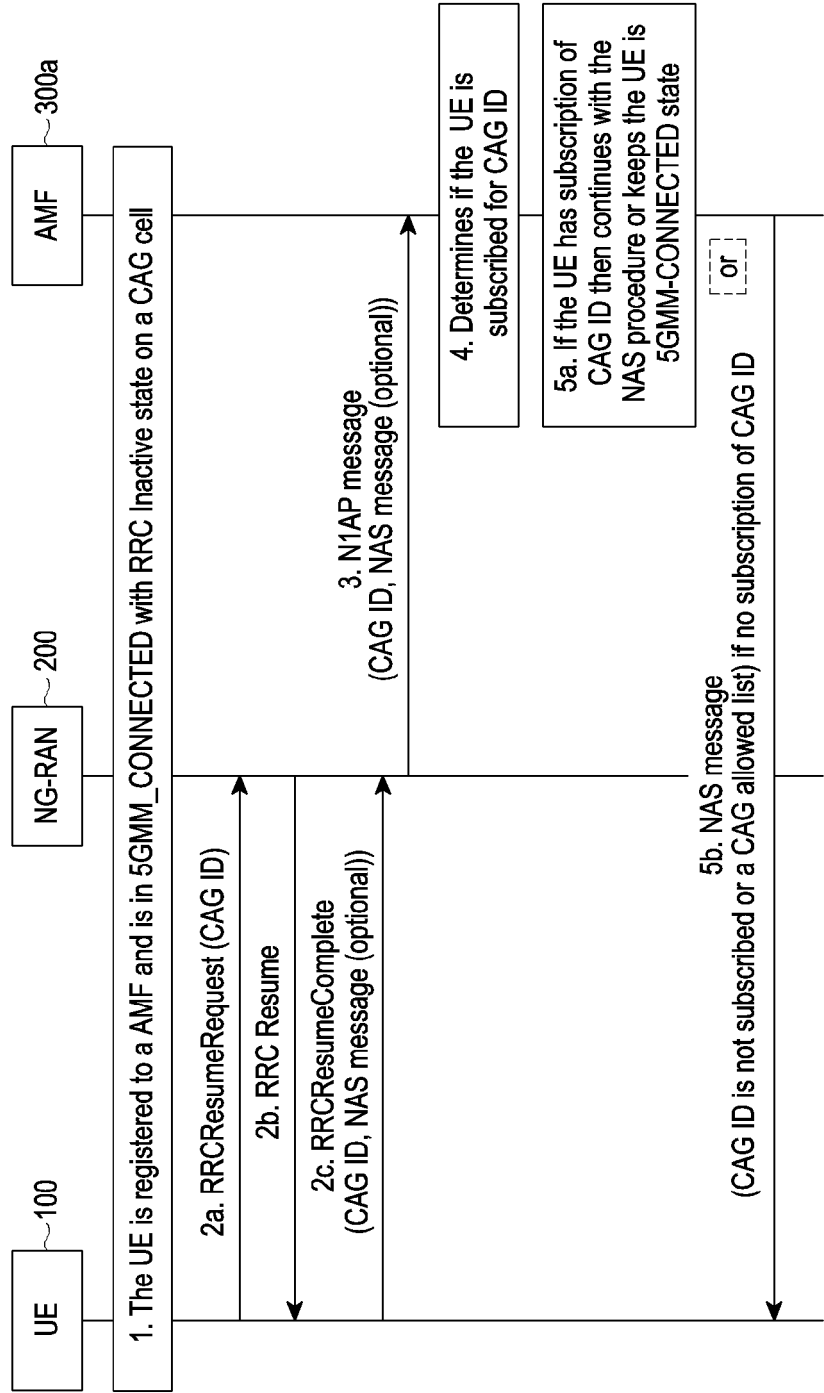 UE
100
NG-RAN
200
AMF
300a
1. The UE is registered to a AMF and is in 5GMM_CONNECTED with RRC Inactive state on a CAG cell
2a. RRCResumeRequest (CAG ID)
2b. RRC Resume
2c. RRCResumeComplete
(CAG ID, NAS message (optional))
3. N1AP message
(CAG ID, NAS message (optional))
4. Determines if the UE is
subscribed for CAG ID
5a. If the UE has subscription of
CAG ID then continues with the
NAS procedure or keeps the UE is
5GMM-CONNECTED state
or
5b. NAS message
(CAG ID is not subscribed or a CAG allowed list) if no subscription of CAG ID